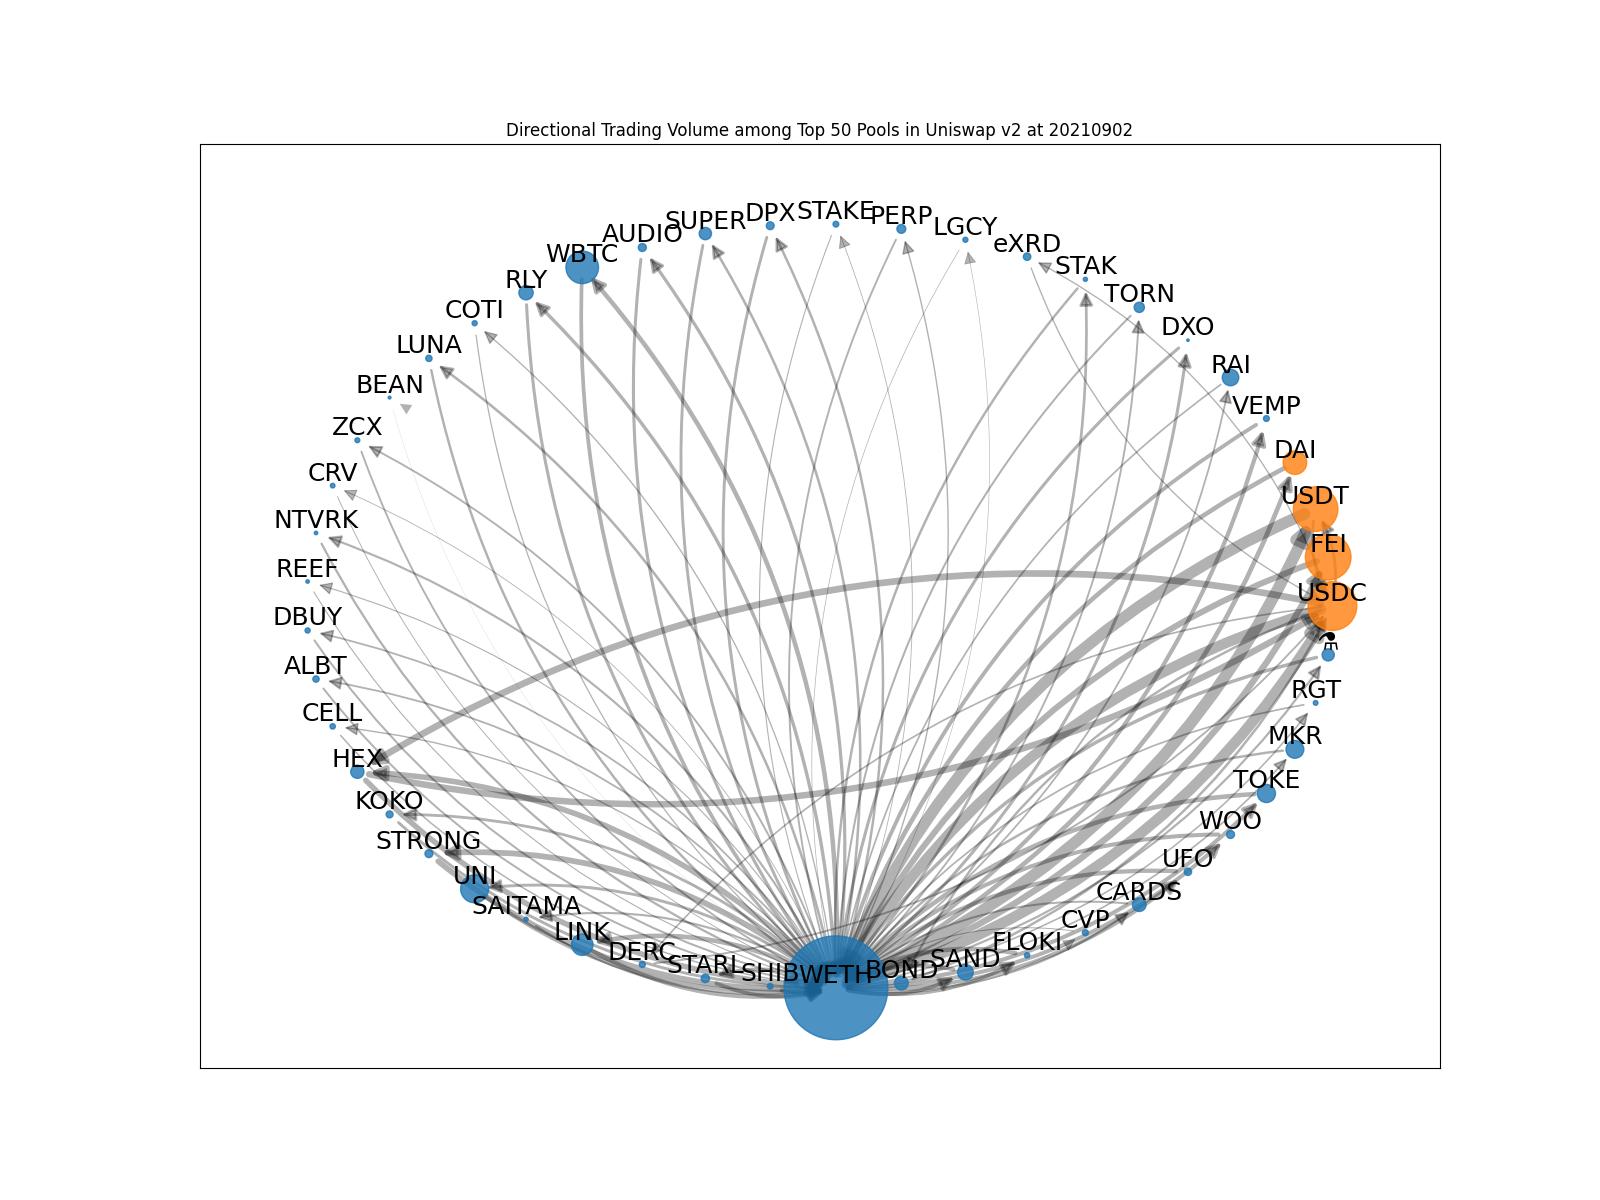 Directional Trading Volume among Top 50 Pools in Uniswap v2 at 20210902
STAKE
DPX
PERP
SUPER
LGCY
AUDIO
eXRD
WBTC
STAK
RLY
TORN
COTI
DXO
LUNA
RAI
BEAN
VEMP
ZCX
DAI
CRV
USDT
NTVRK
FEI
REEF
USDC
DBUY
⚗
ALBT
RGT
CELL
MKR
HEX
TOKE
KOKO
WOO
STRONG
UFO
UNI
CARDS
SAITAMA
CVP
LINK
FLOKI
DERC
SAND
STARL
BOND
SHIB
WETH